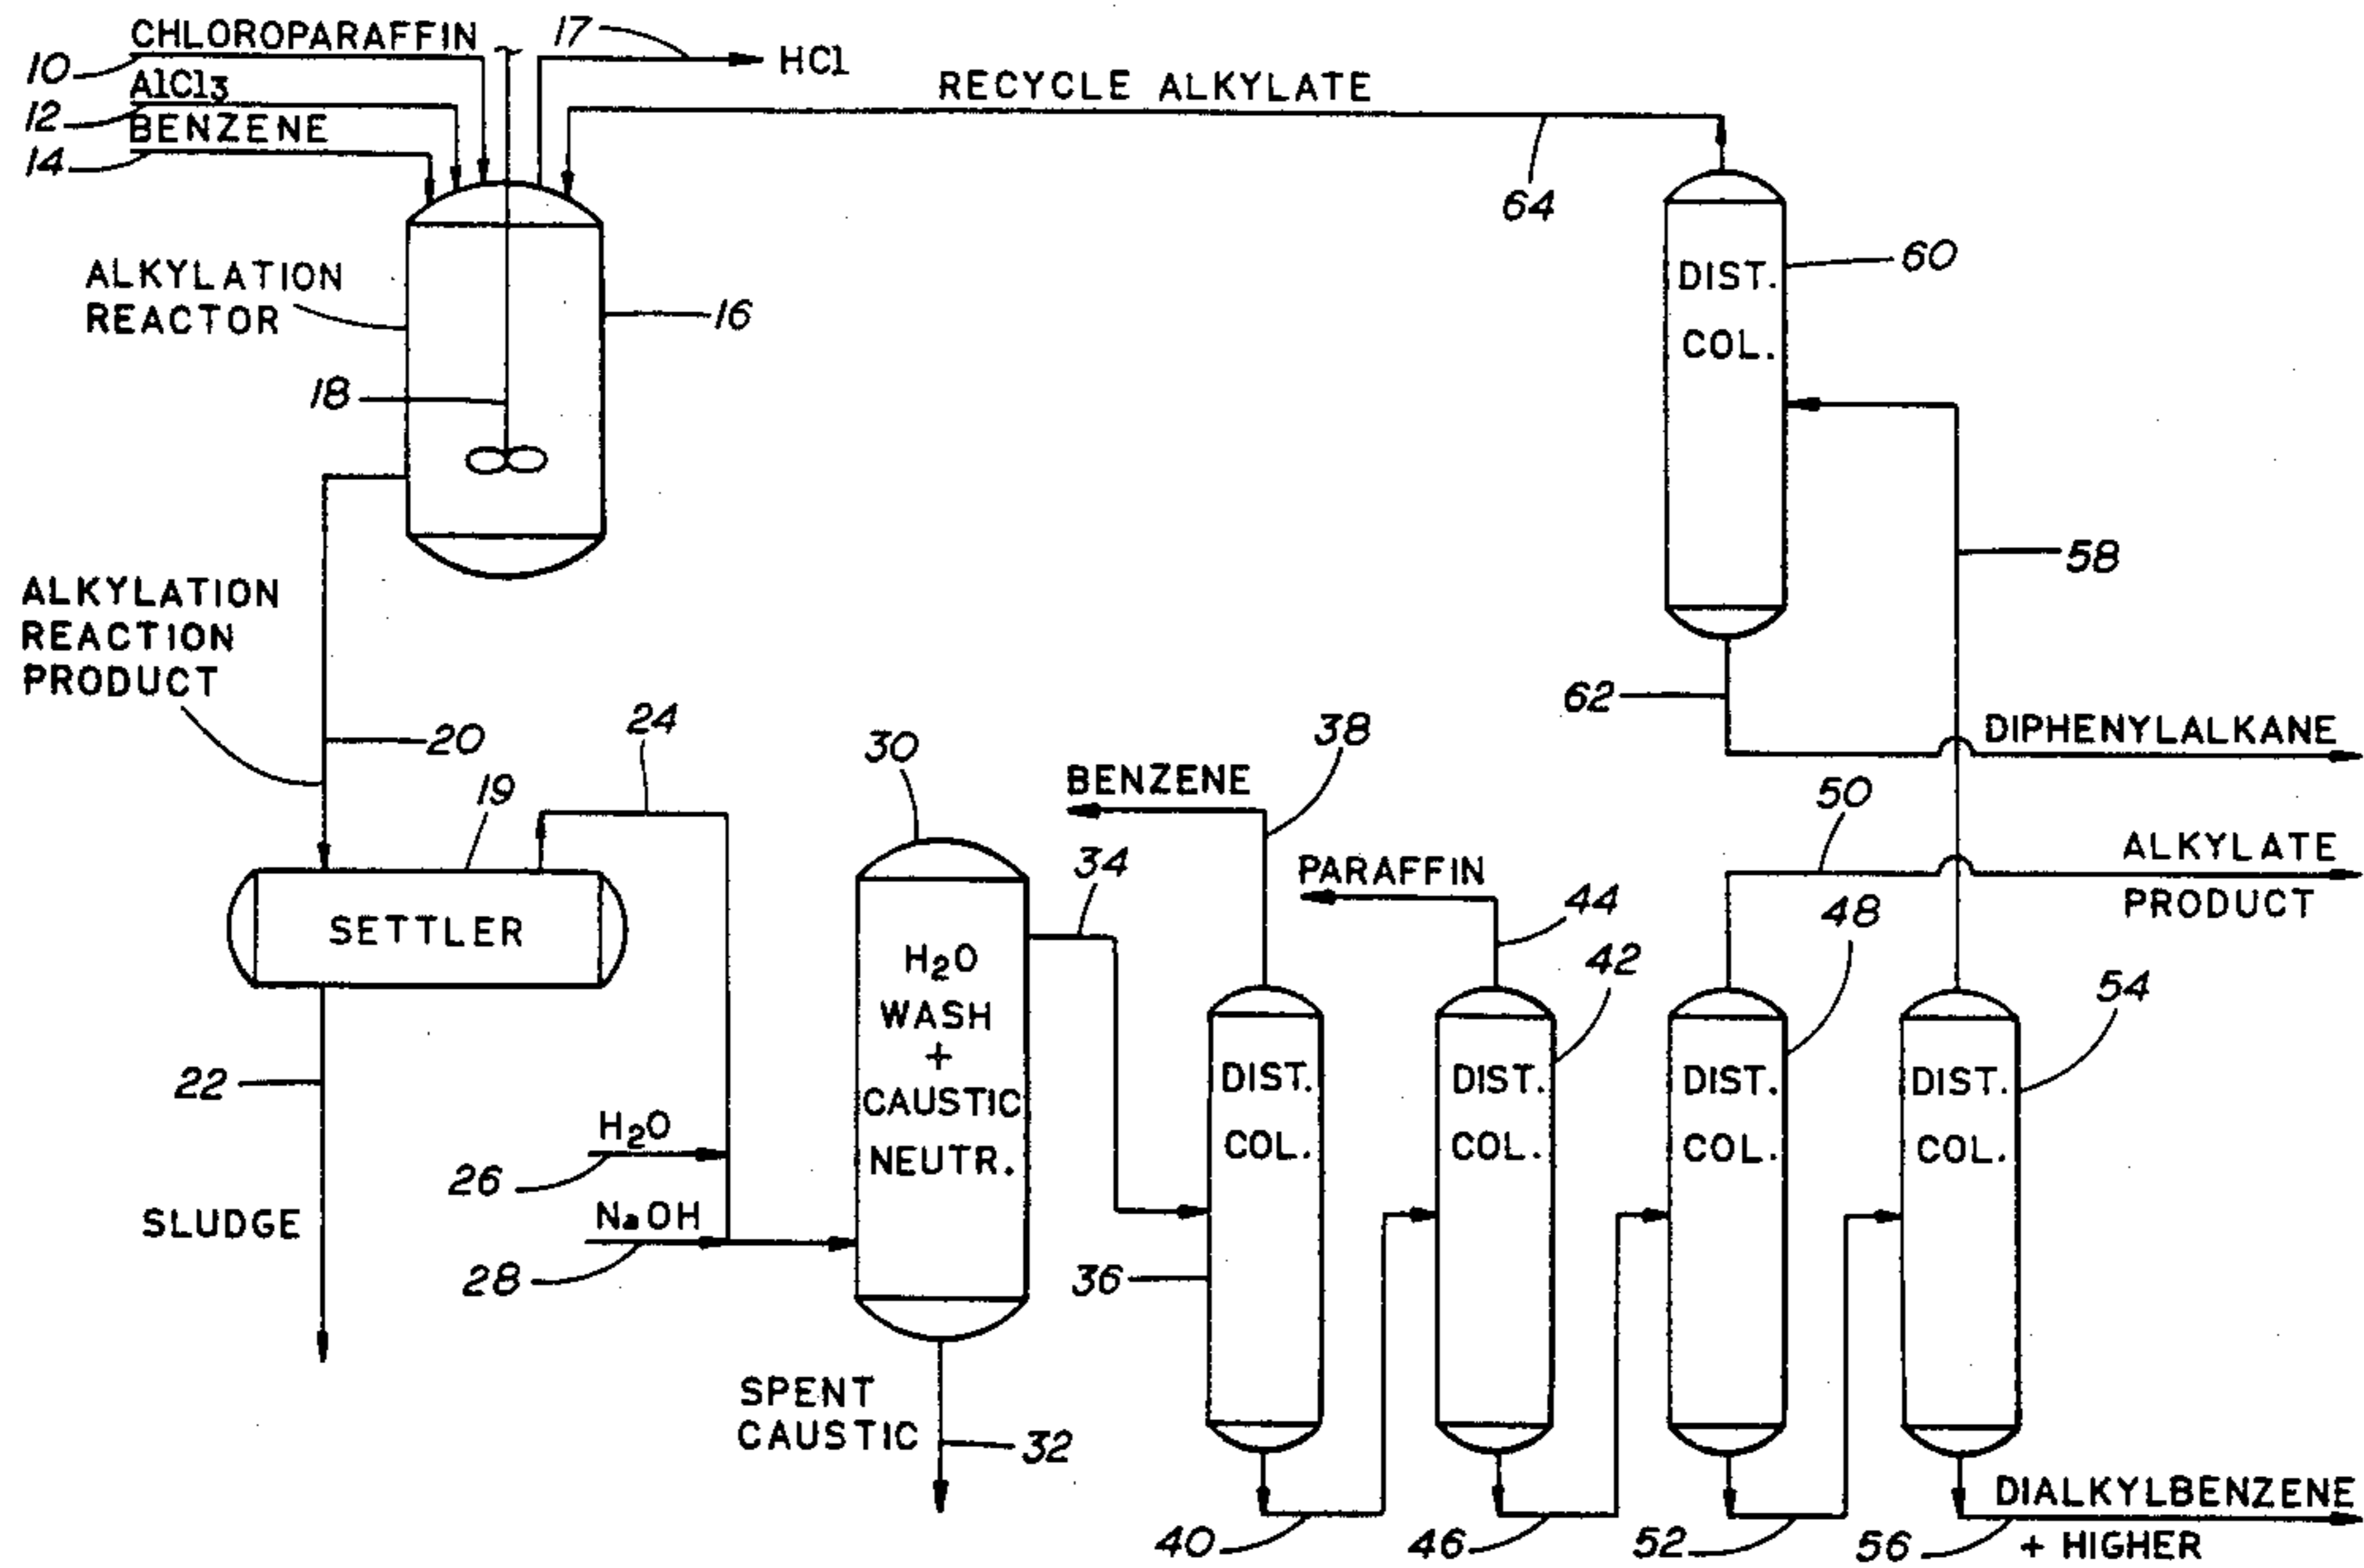 CHLOROPARAFFIN
10
AlCl3
12
BENZENE
14
17
HCl
RECYCLE ALKYLATE
64
ALKYLATION
REACTOR
16
18
DIST.
COL.
60
58
62
DIPHENYLALKANE
ALKYLATION
REACTION
PRODUCT
20
24
19
SETTLER
22
SLUDGE
H2O
26
NaOH
28
30
H2O
WASH
+
CAUSTIC
NEUTR.
34
SPENT
CAUSTIC
32
BENZENE
38
DIST.
COL.
36
40
PARAFFIN
44
42
DIST.
COL.
46
50
ALKYLATE
PRODUCT
48
DIST.
COL.
52
54
DIST.
COL.
56
DIALKYLBENZENE
+ HIGHER